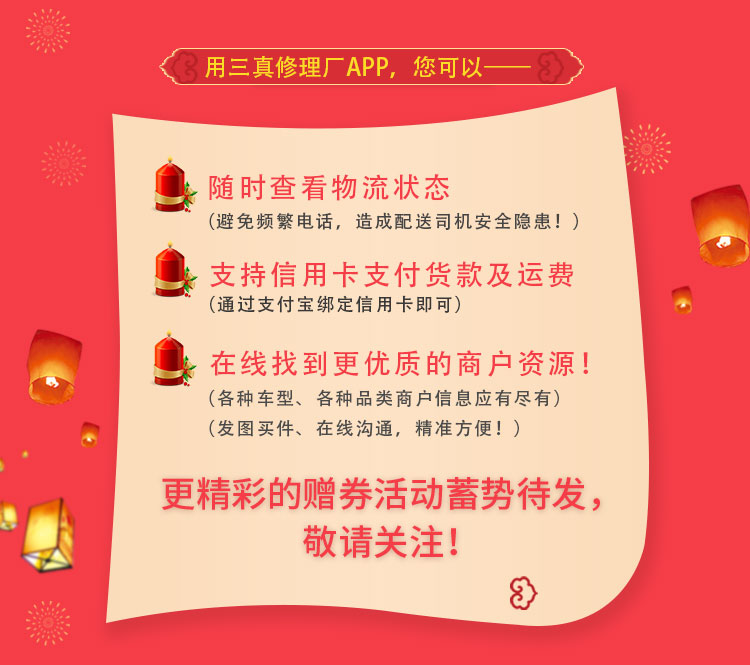 用三真修理厂APP，您可以——
随时查看物流状态
（避免频繁电话，造成配送司机安全隐患！）
支持信用卡支付货款及运费
（通过支付宝绑定信用卡即可）
在线找到更优质的商户资源！
（各种车型、各种品类商户信息应有尽有）
（发图买件、在线沟通，精准方便！）
更精彩的赠券活动蓄势待发，
敬请关注！